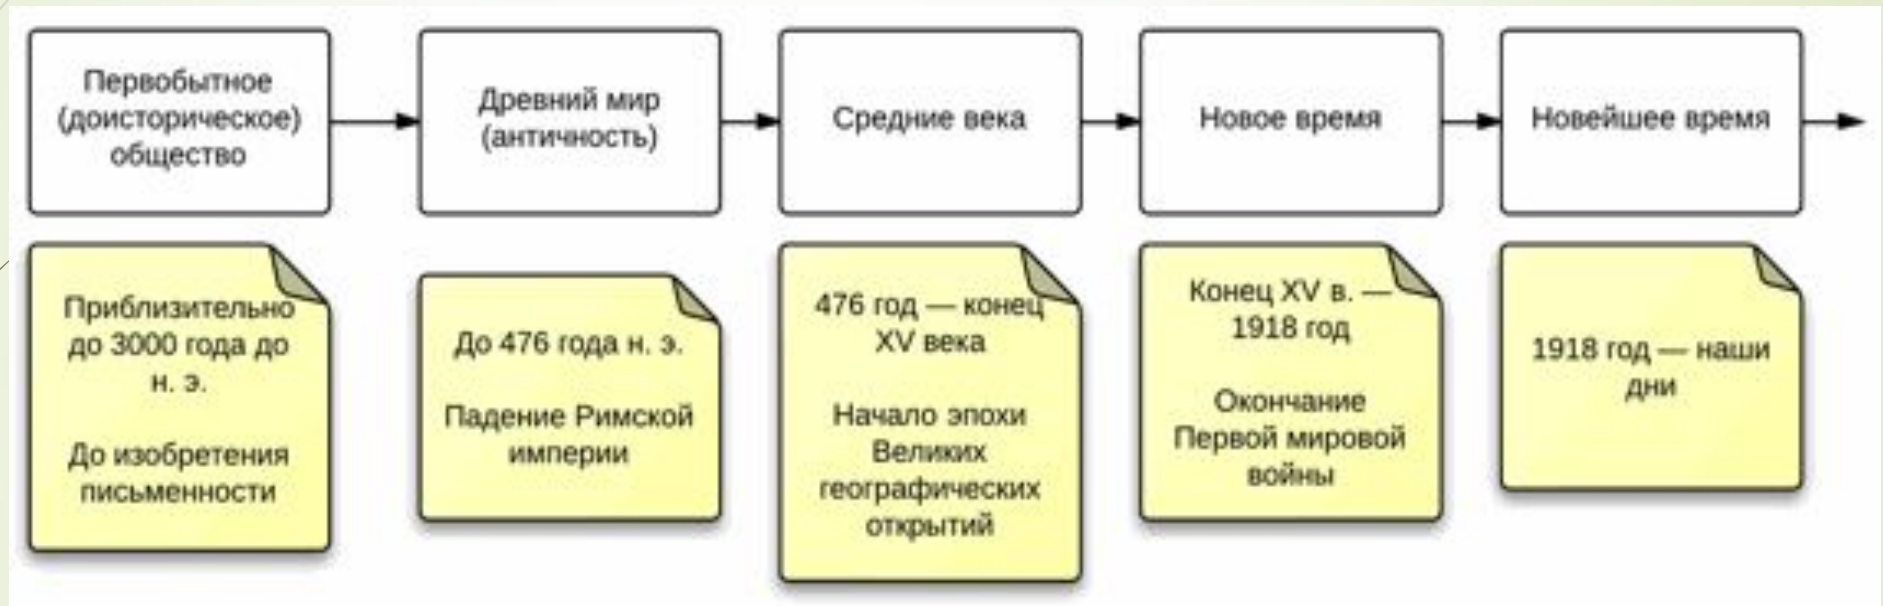 Первобытное
(доисторическое)
общество
Древний мир
(античность)
Средние века
Новое время
Новейшее время
Приблизительно
до 3000 года до
н. э.
До изобретения
письменности
До 476 года н. э.
Падение Римской
империи
476 год — конец
XV века
Начало эпохи
Великих
географических
открытий
Конец XV в. —
1918 год
Окончание
Первой мировой
войны
1918 год — наши
дни